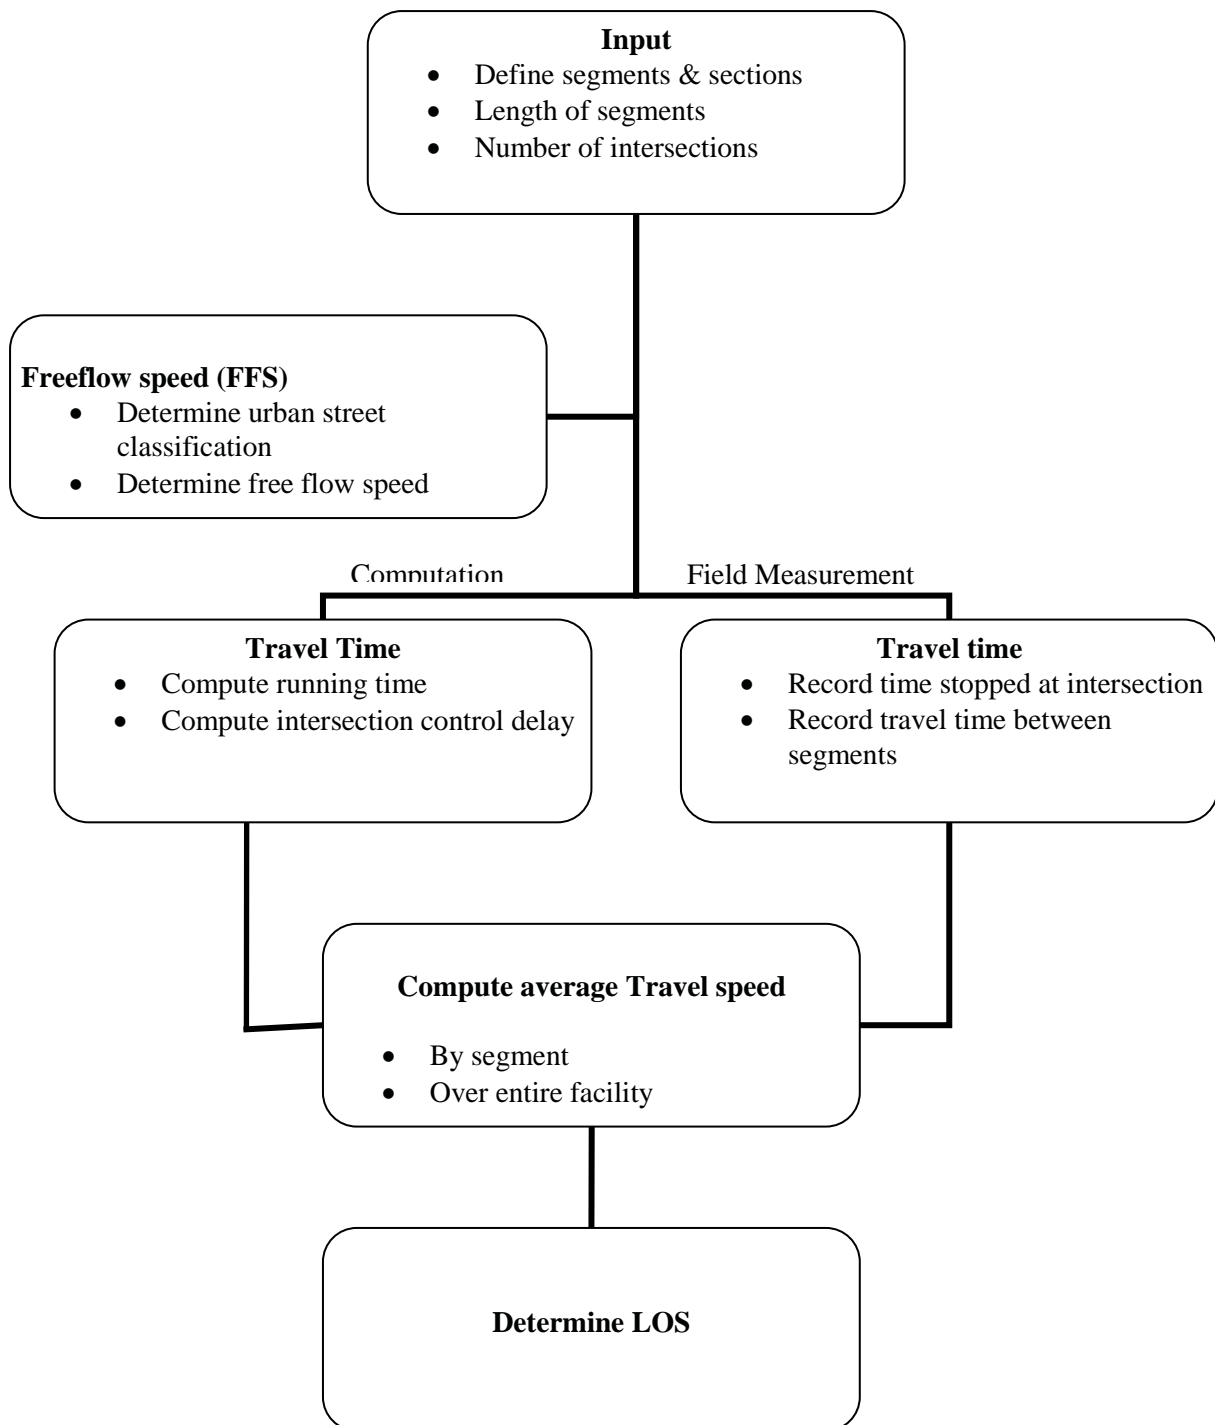 Input
• Define segments & sections
• Length of segments
• Number of intersections
Freeflow speed (FFS)
• Determine urban street
classification
• Determine free flow speed
Computation
Field Measurement
Travel Time
• Compute running time
• Compute intersection control delay
Travel time
• Record time stopped at intersection
• Record travel time between
segments
Compute average Travel speed
• By segment
• Over entire facility
Determine LOS